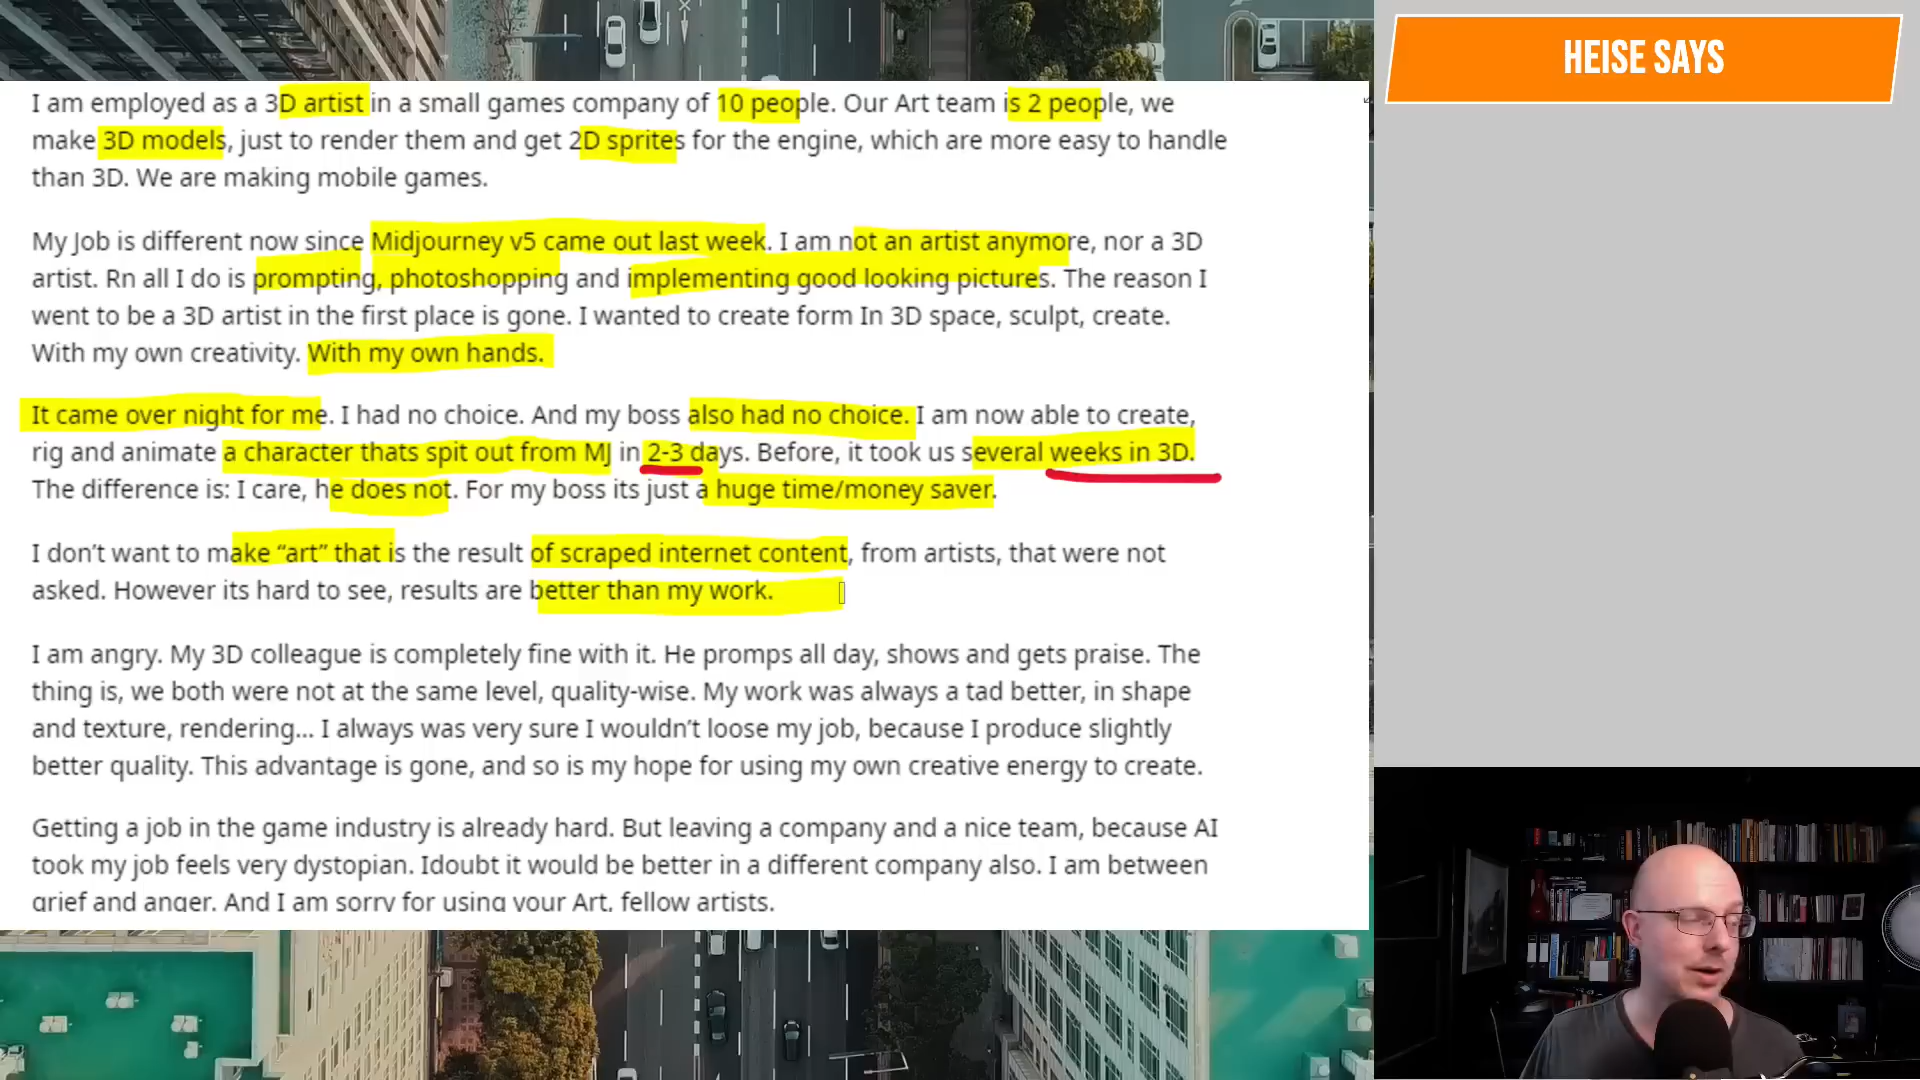 HEISE SAYS
I am employed as a 3D artist in a small games company of 10 people. Our Art team is 2 people, we
make 3D models, just to render them and get 2D sprites for the engine, which are more easy to handle
than 3D. We are making mobile games.
My Job is different now since Midjourney v5 came out last week. I am not an artist anymore, nor a 3D
artist. Rn all I do is prompting, photoshopping and implementing good looking pictures. The reason I
went to be a 3D artist in the first place is gone. I wanted to create form In 3D space, sculpt, create.
With my own creativity. With my own hands.
It came over night for me. I had no choice. And my boss also had no choice. I am now able to create,
rig and animate a character thats spit out from MJ in 2-3 days. Before, it took us several weeks in 3D.
The difference is: I care, he does not. For my boss its just a huge time/money saver.
I don’t want to make “art” that is the result of scraped internet content, from artists, that were not
asked. However its hard to see, results are better than my work.
I am angry. My 3D colleague is completely fine with it. He promps all day, shows and gets praise. The
thing is, we both were not at the same level, quality-wise. My work was always a tad better, in shape
and texture, rendering... I always was very sure I wouldn’t loose my job, because I produce slightly
better quality. This advantage is gone, and so is my hope for using my own creative energy to create.
Getting a job in the game industry is already hard. But leaving a company and a nice team, because AI
took my job feels very dystopian. Idoubt it would be better in a different company also. I am between
grief and anger. And I am sorry for using your Art, fellow artists.